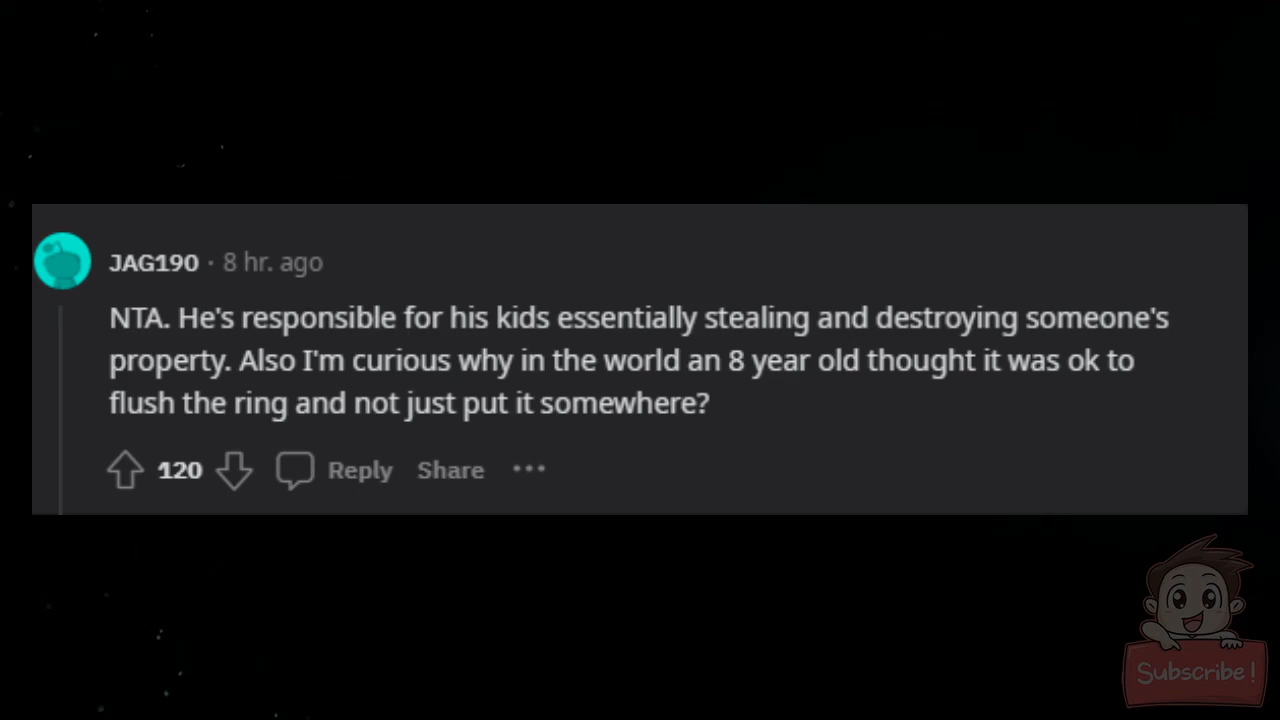 JAG190 · 8 hr. ago
NTA. He's responsible for his kids essentially stealing and destroying someone's
property. Also I'm curious why in the world an 8 year old thought it was ok to
flush the ring and not just put it somewhere?
120 Reply Share ···
Subscribe!